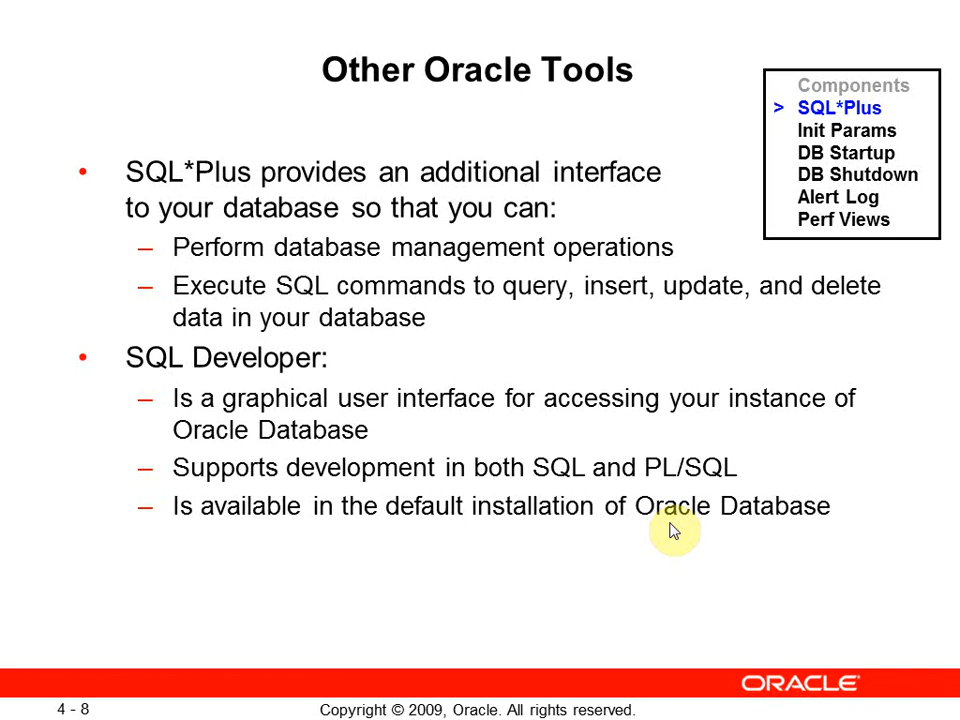 Other Oracle Tools
Components
> SQL*Plus
Init Params
DB Startup
DB Shutdown
Alert Log
Perf Views
• SQL*Plus provides an additional interface
to your database so that you can:
– Perform database management operations
– Execute SQL commands to query, insert, update, and delete
data in your database
• SQL Developer:
– Is a graphical user interface for accessing your instance of
Oracle Database
– Supports development in both SQL and PL/SQL
– Is available in the default installation of Oracle Database
ORACLE
4 - 8
Copyright © 2009, Oracle. All rights reserved.